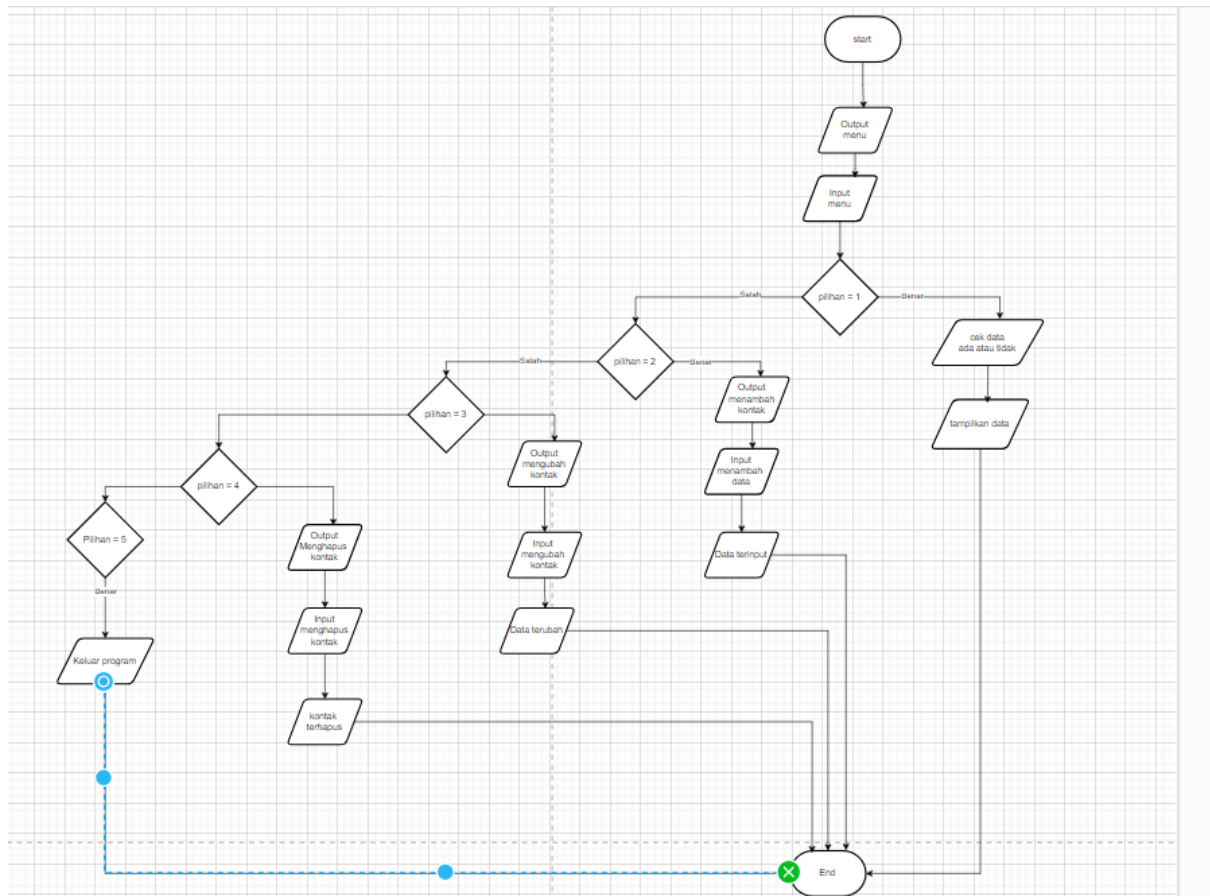 start
Output
menu
Input
menu
pilihan = 1
Salah
Benar
cek data
ada atau tidak
tampilkan data
pilihan = 2
Salah
Benar
Output
menambah
kontak
Input
menambah
data
Data terinput
pilihan = 3
Output
mengubah
kontak
Input
mengubah
kontak
Data terubah
pilihan = 4
Output
Menghapus
kontak
Input
menghapus
kontak
kontak
terhapus
Pilihan = 5
Benar
Keluar program
End